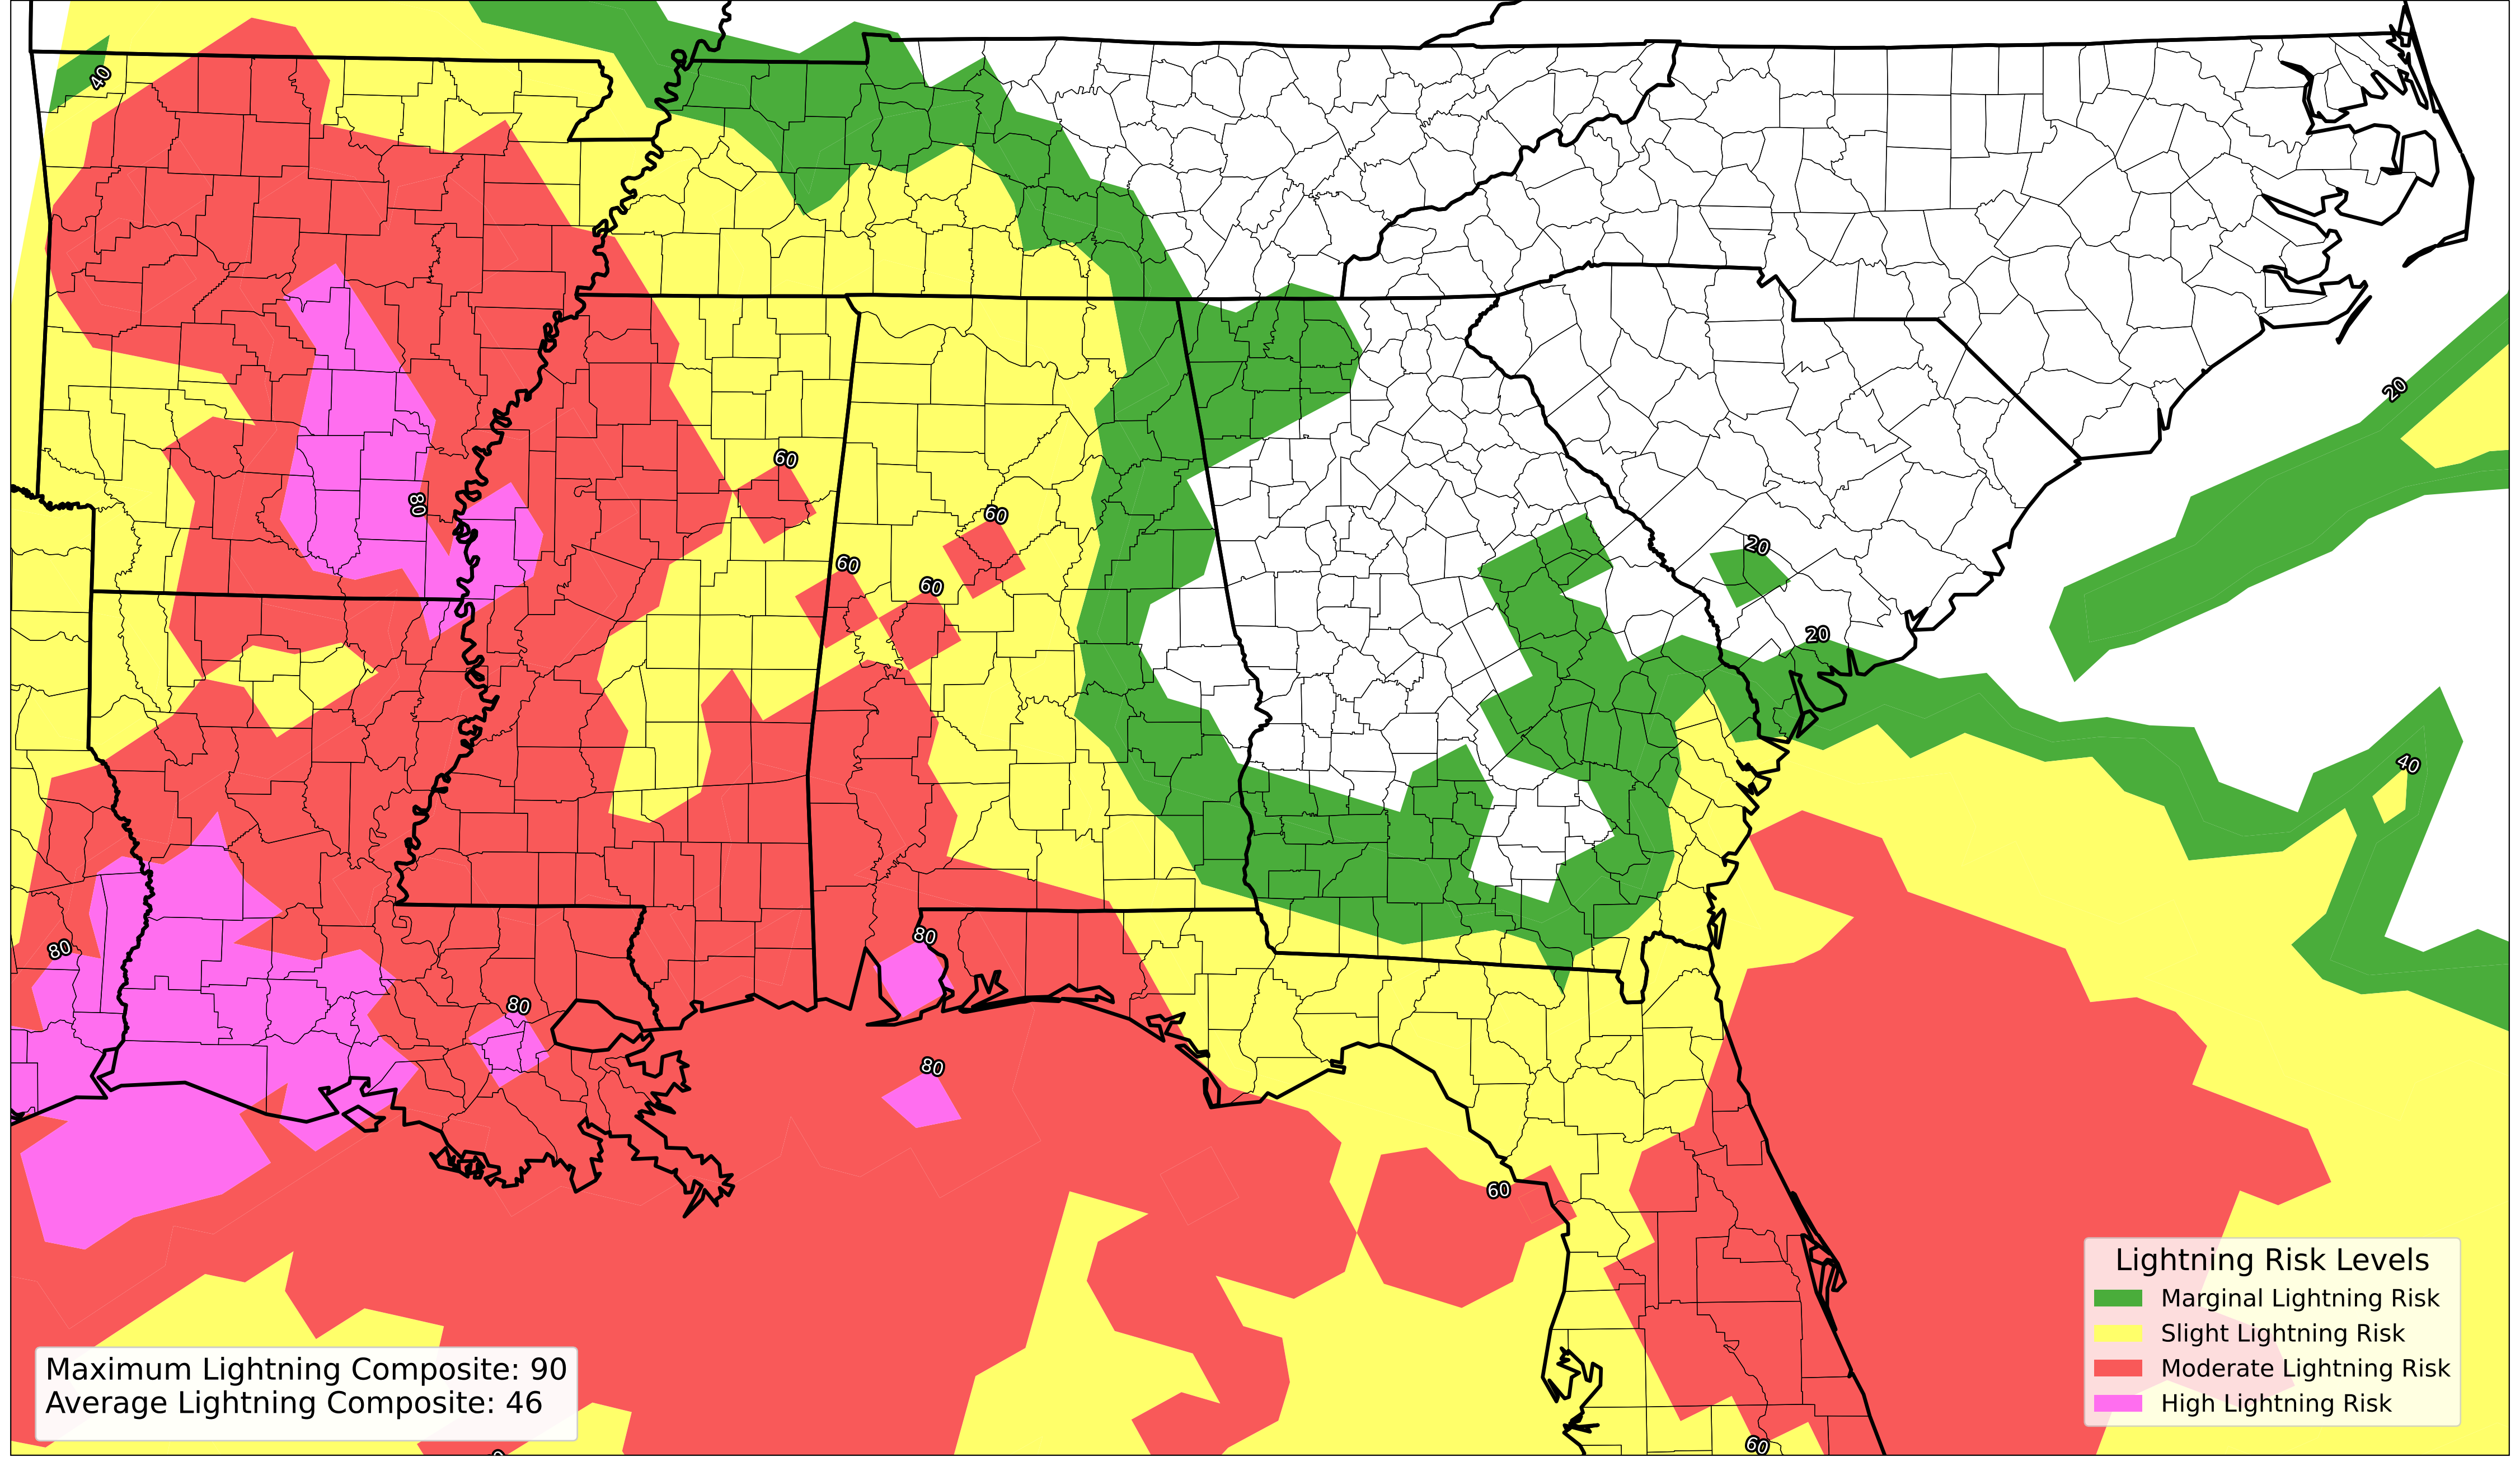 40
20
60
80
60
20
60
60
20
40
80
80
80
80
60
60
Lightning Risk Levels
Marginal Lightning Risk
Slight Lightning Risk
Moderate Lightning Risk
High Lightning Risk
Maximum Lightning Composite: 90
Average Lightning Composite: 46